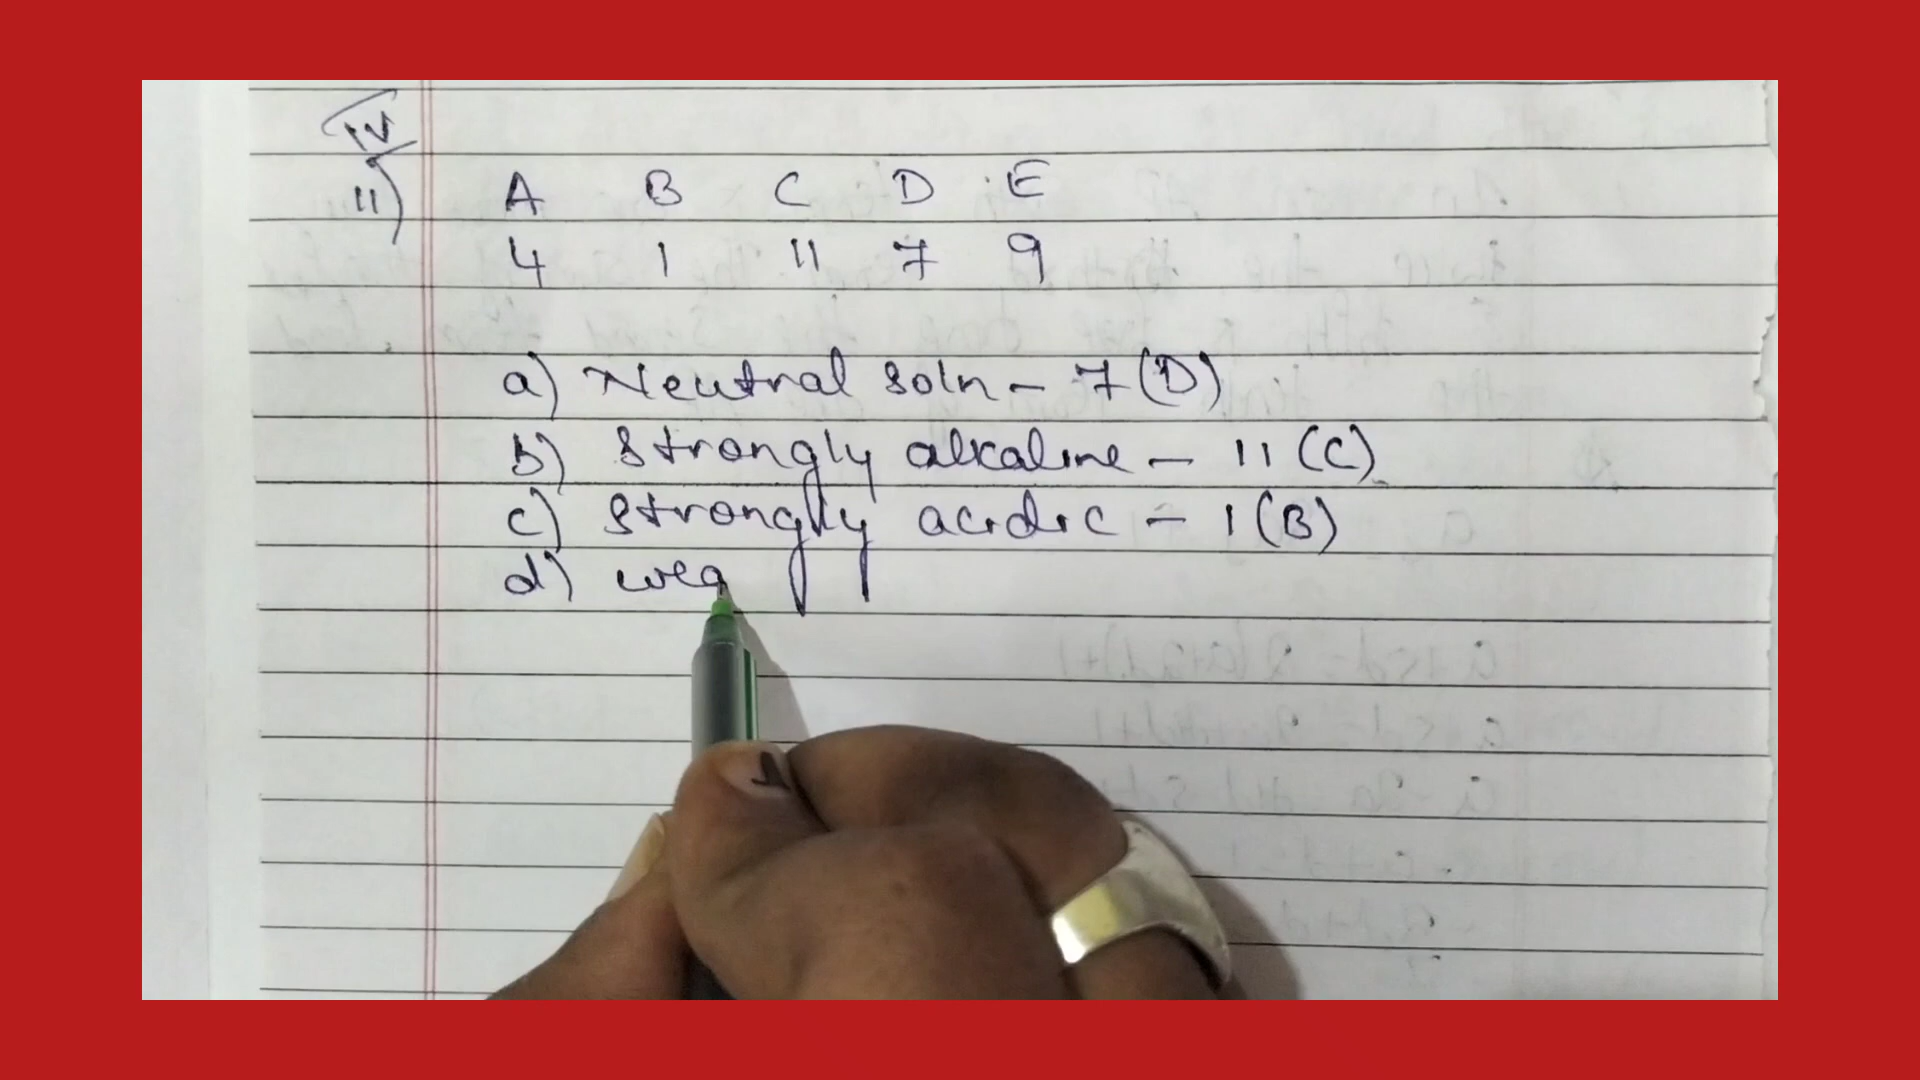 IV
11) A B C D E
4 1 11 7 9
a) Neutral soln - 7 (D)
b) strongly alkaline - 11 (C)
c) strongly acidic - 1 (B)
d) wea